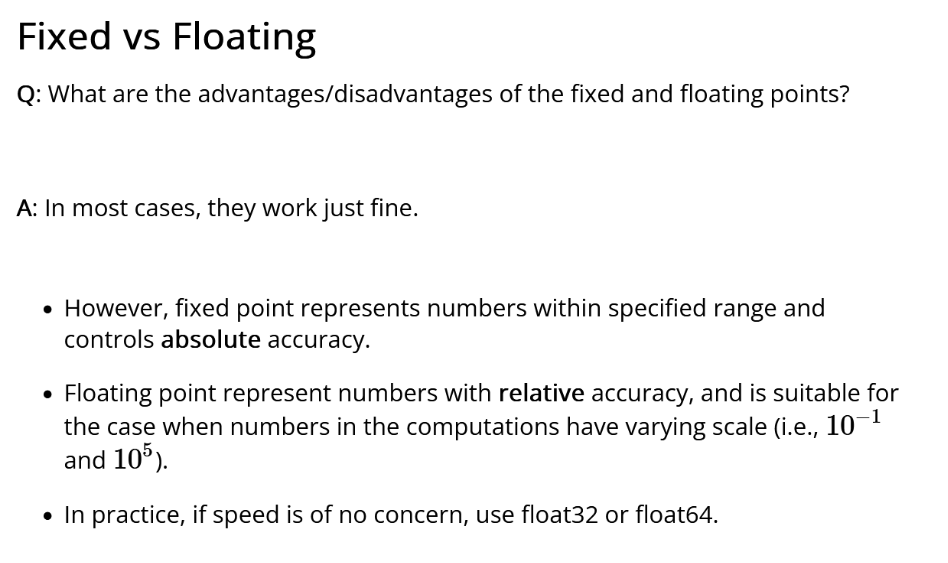 Fixed vs Floating
Q: What are the advantages/disadvantages of the fixed and floating points?
A: In most cases, they work just fine.
• However, fixed point represents numbers within specified range and
controls absolute accuracy.
• Floating point represent numbers with relative accuracy, and is suitable for
the case when numbers in the computations have varying scale (i.e., 10⁻¹
and 10⁵).
• In practice, if speed is of no concern, use float32 or float64.